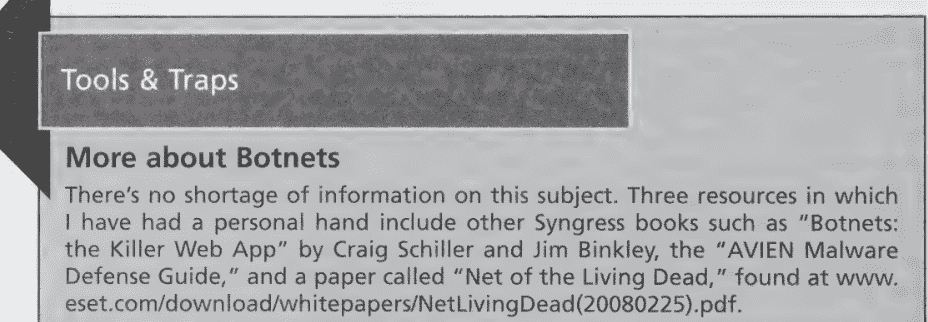 Tools & Traps
More about Botnets
There's no shortage of information on this subject. Three resources in which
I have had a personal hand include other Syngress books such as "Botnets:
the Killer Web App" by Craig Schiller and Jim Binkley, the "AVIEN Malware
Defense Guide," and a paper called "Net of the Living Dead," found at www.
eset.com/download/whitepapers/NetLivingDead(20080225).pdf.